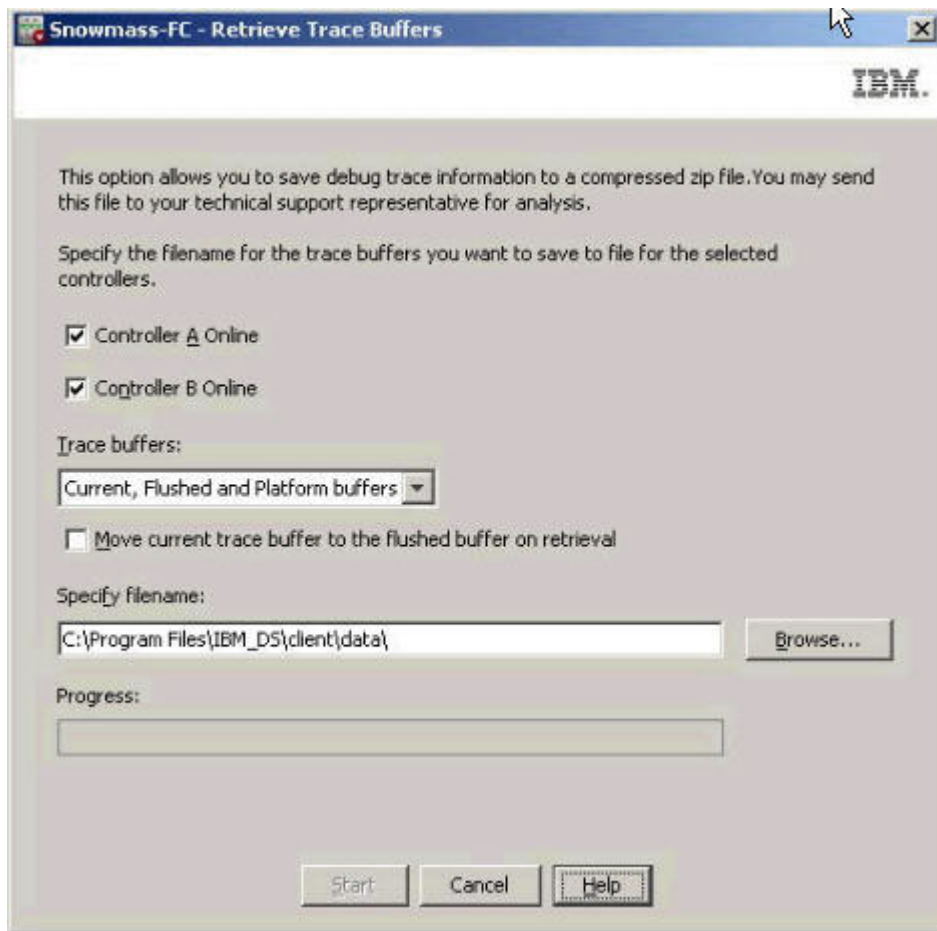 Snowmass-FC - Retrieve Trace Buffers
IBM.
This option allows you to save debug trace information to a compressed zip file.You may send
this file to your technical support representative for analysis.
Specify the filename for the trace buffers you want to save to file for the selected
controllers.
Controller A Online
Controller B Online
Trace buffers:
Current, Flushed and Platform buffers
Move current trace buffer to the flushed buffer on retrieval
Specify filename:
C:\Program Files\IBM_DS\client\data\
Browse...
Progress:
Start
Cancel
Help